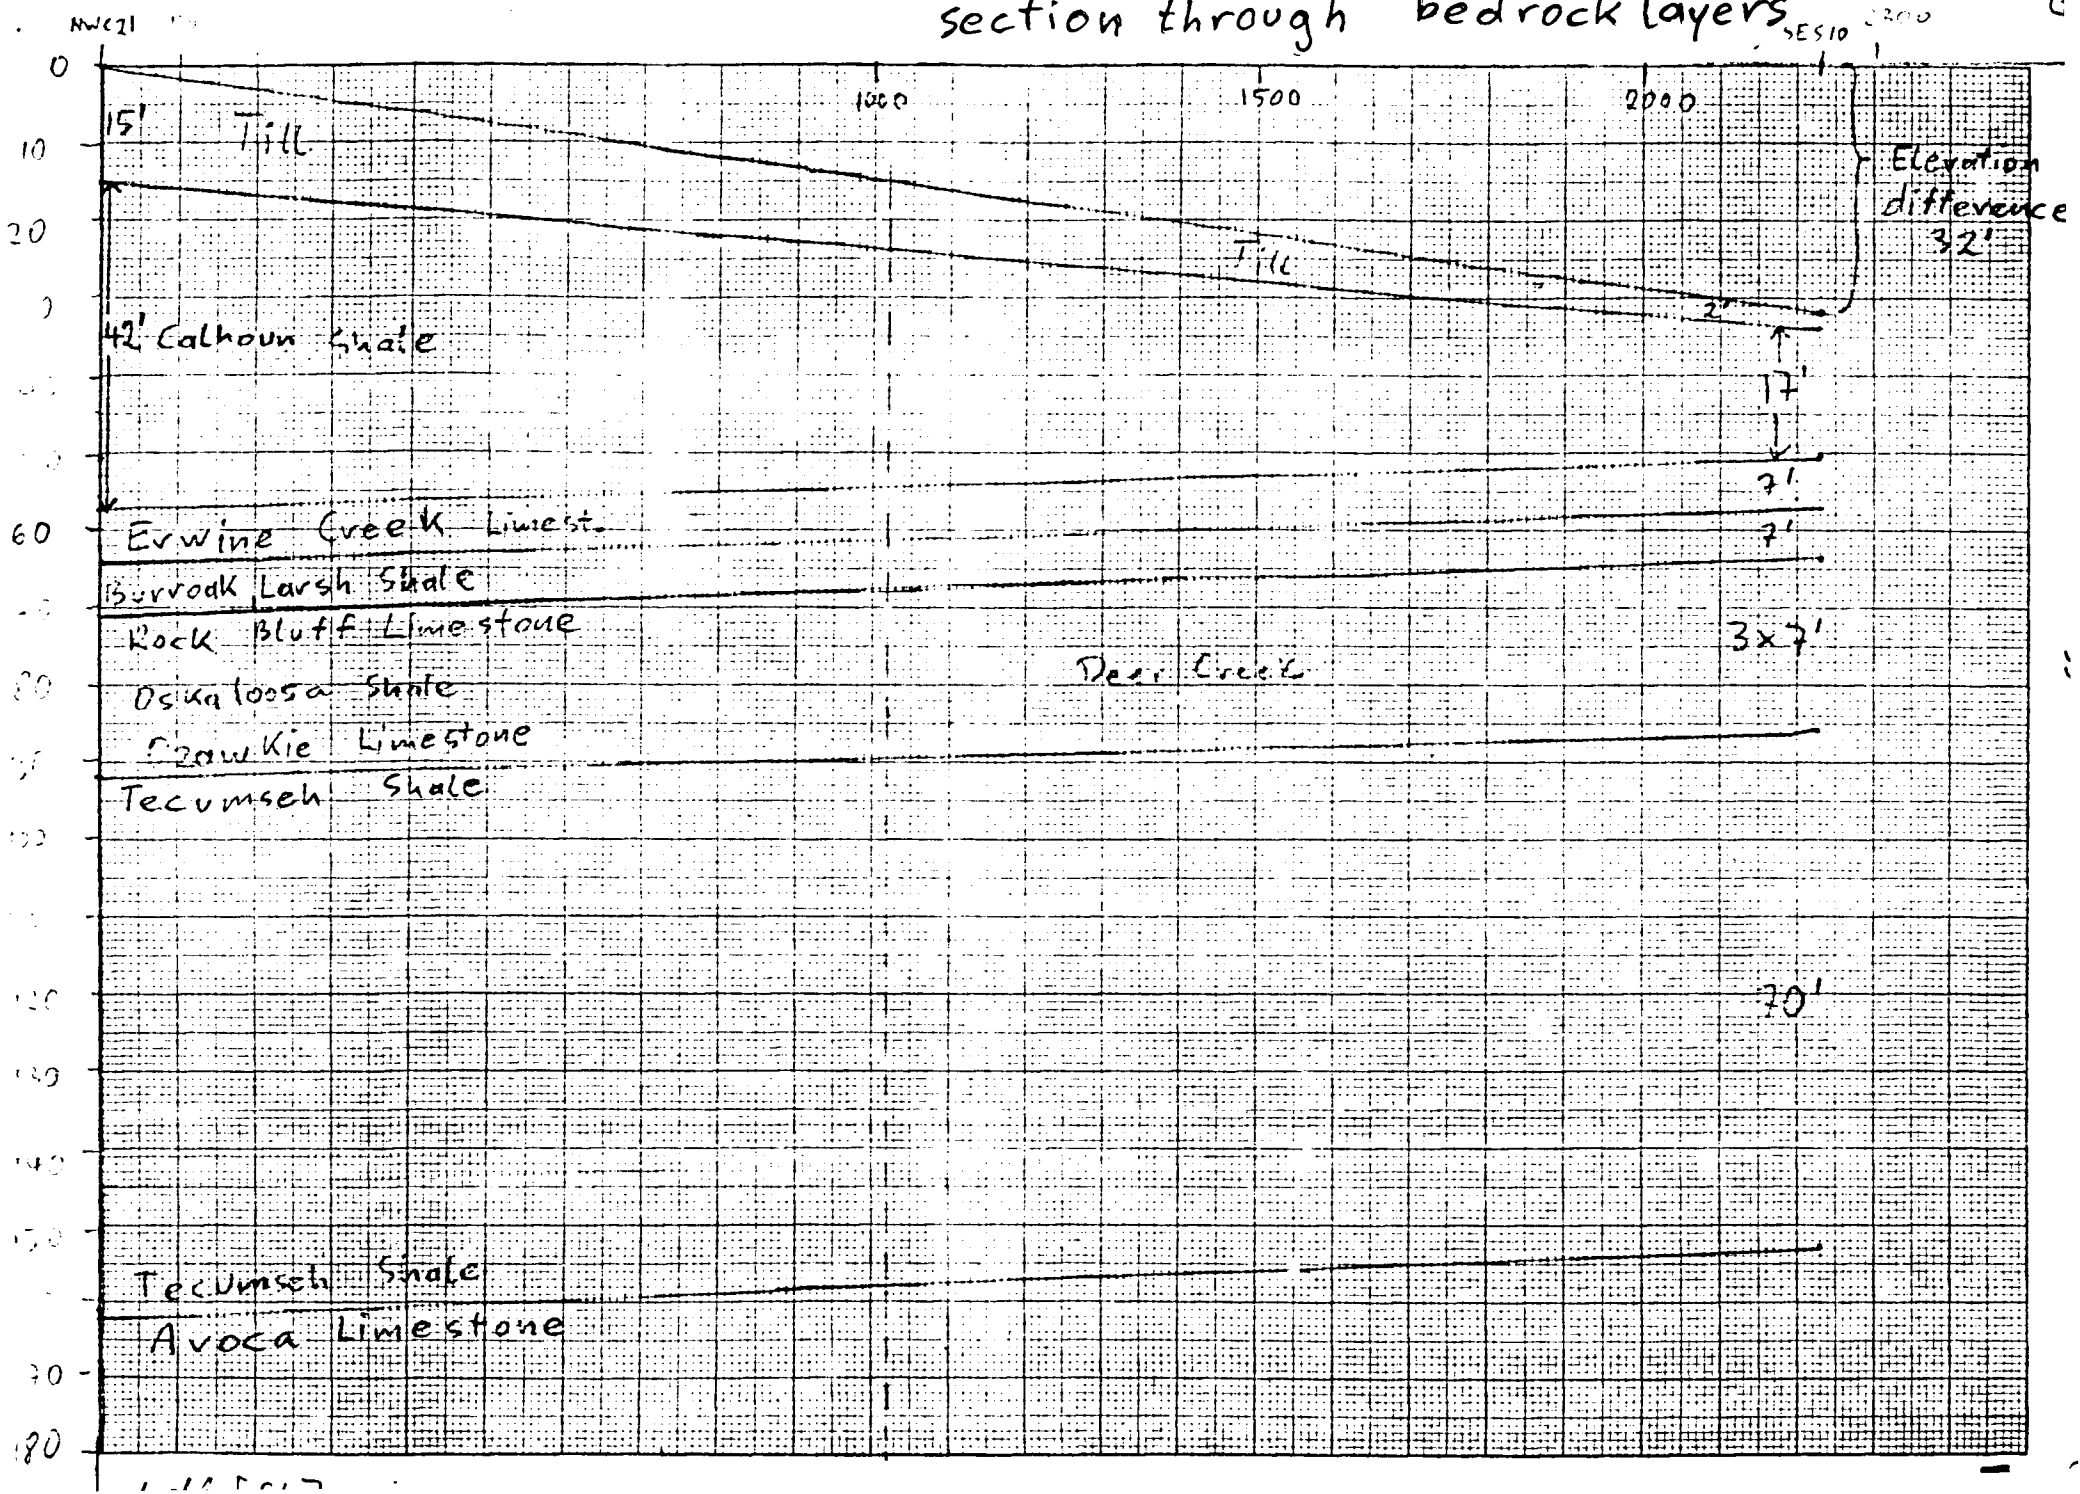 section through bedrock layers
NWC21
SES10
0
1000 1500 2000
15'
Till
10
Elevation
difference
32'
20
Till
2'
42' Calhoun Shale
17'
7'
60
Erwine Creek Limest.
7'
Burroak Larsh Shale
Rock Bluff Limestone
3x7'
Deer Creek
80
Oskaloosa Shale
Ozawkie Limestone
Tecumseh Shale
70'
Tecumseh Shale
Avoca Limestone
180